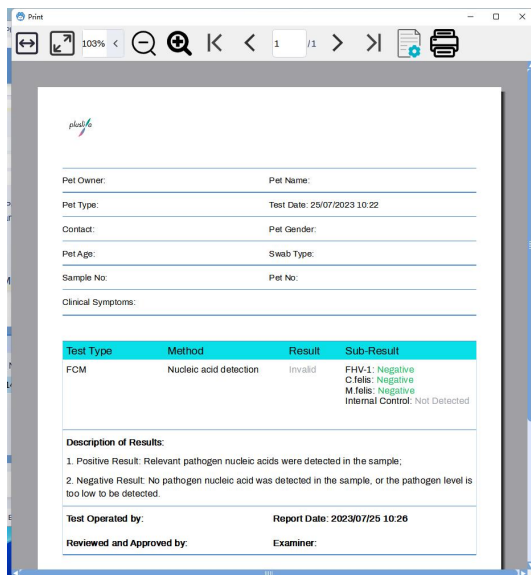 Print
103%
1 /1
pluslife
Pet Owner: Pet Name:
Pet Type: Test Date: 25/07/2023 10:22
Contact: Pet Gender:
Pet Age: Swab Type:
Sample No: Pet No:
Clinical Symptoms:
Test Type Method Result Sub-Result
FCM Nucleic acid detection Invalid FHV-1: Negative
C.felis: Negative
M.felis: Negative
Internal Control: Not Detected
Description of Results:
1. Positive Result: Relevant pathogen nucleic acids were detected in the sample;
2. Negative Result: No pathogen nucleic acid was detected in the sample, or the pathogen level is
too low to be detected.
Test Operated by: Report Date: 2023/07/25 10:26
Reviewed and Approved by: Examiner: